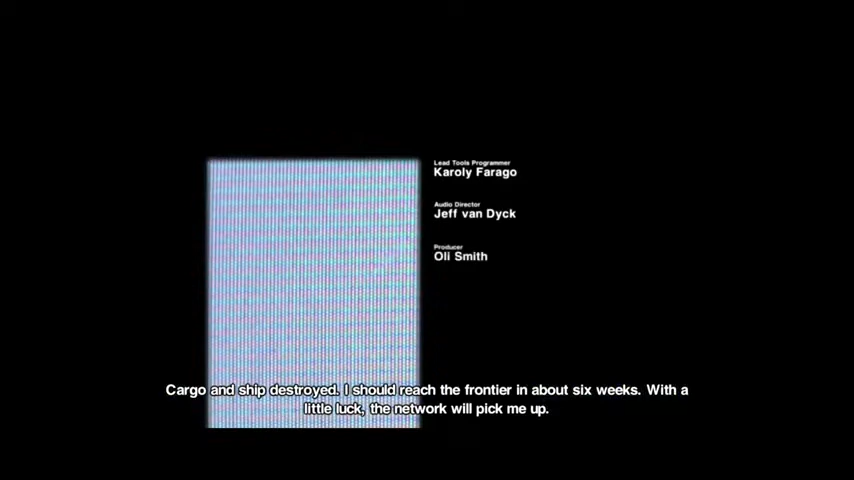 Lead Tools Programmer
Karoly Farago
Audio Director
Jeff van Dyck
Producer
Oli Smith
Cargo and ship destroyed. I should reach the frontier in about six weeks. With a
little luck, the network will pick me up.